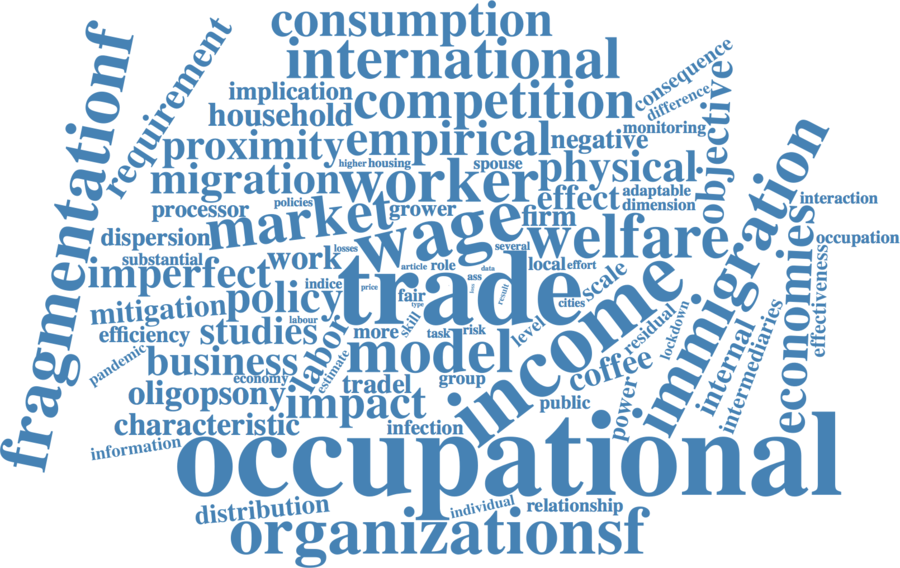 consumption
international
implication
household
competition
consequence
difference
monitoring
objective
requirement
fragmentationf
proximity
empirical
negative
higher
housing
spouse
physical
migration
worker
policies
processor
grower
effect
adaptable
dimension
interaction
market
wage
firm
welfare
immigration
dispersion
substantial
work
losses
several
occupation
imperfect
article
role
ass
data
local
effort
trade
economies
effectiveness
indice
price
fair
type
loss
result
cities
scale
income
mitigation
policy
efficiency
studies
labour
labor
more
skill
task
risk
level
residual
lockdown
internal
intermediaries
pandemic
business
economy
estimate
model
tradel
group
coffee
oligopsony
impact
public
power
characteristic
infection
information
occupational
distribution
individual
relationship
organizationsf